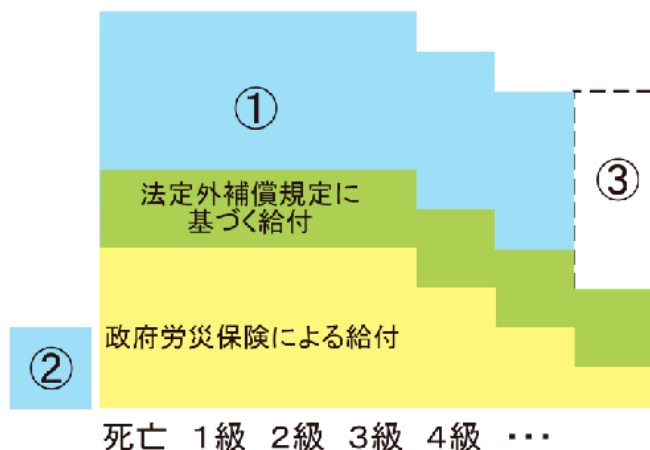 ①
③
法定外補償規定に
基づく給付
政府労災保険による給付
②
死亡 1級 2級 3級 4級 ・・・